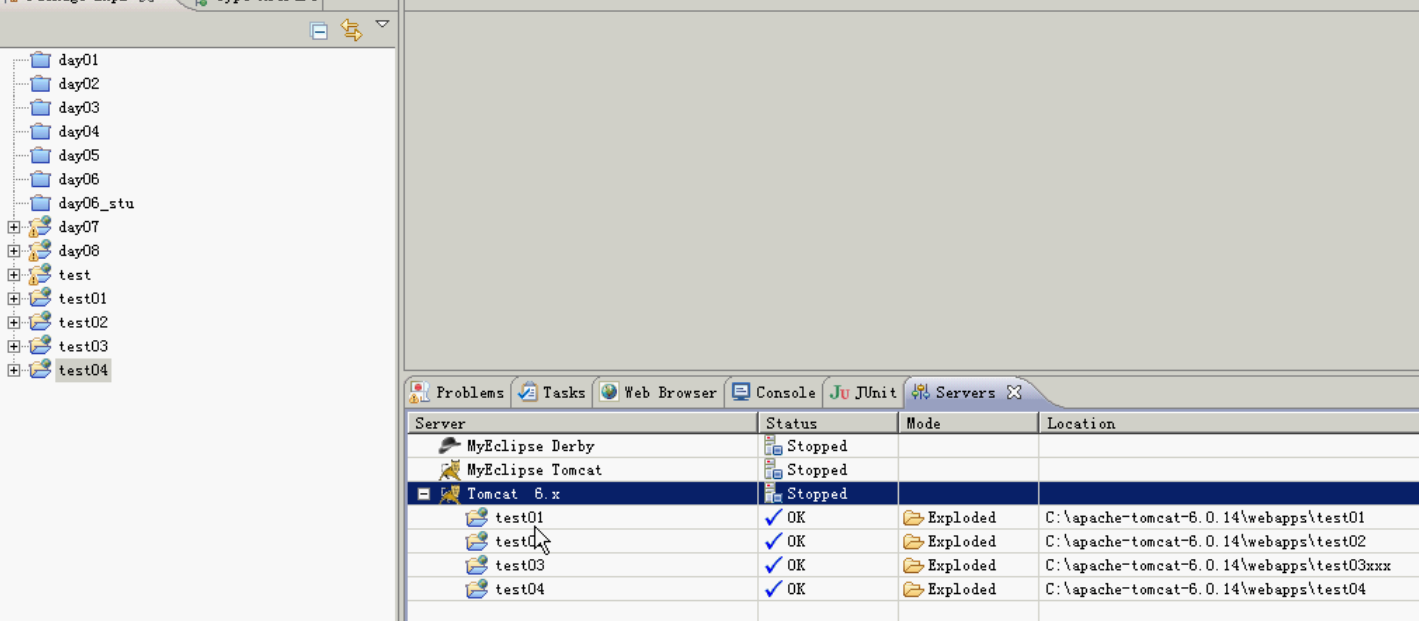 day01
day02
day03
day04
day05
day06
day06_stu
day07
day08
test
test01
test02
test03
test04
Problems Tasks Web Browser Console Ju JUnit Servers
Server Status Mode Location
MyEclipse Derby Stopped
MyEclipse Tomcat Stopped
Tomcat 6.x Stopped
test01 OK Exploded C:\apache-tomcat-6.0.14\webapps\test01
OK Exploded C:\apache-tomcat-6.0.14\webapps\test02
test03 OK Exploded C:\apache-tomcat-6.0.14\webapps\test03xxx
test04 OK Exploded C:\apache-tomcat-6.0.14\webapps\test04